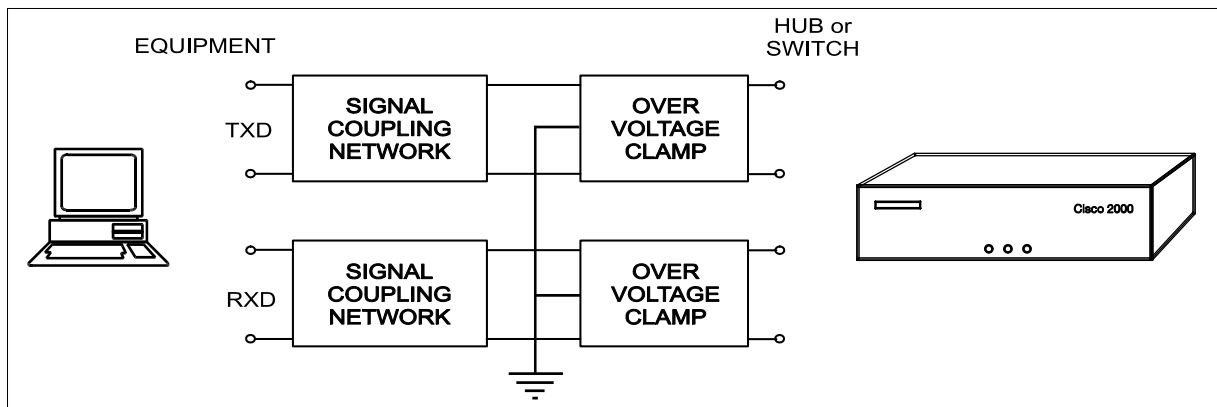 EQUIPMENT
HUB or
SWITCH
TXD
SIGNAL
COUPLING
NETWORK
OVER
VOLTAGE
CLAMP
Cisco 2000
RXD
SIGNAL
COUPLING
NETWORK
OVER
VOLTAGE
CLAMP